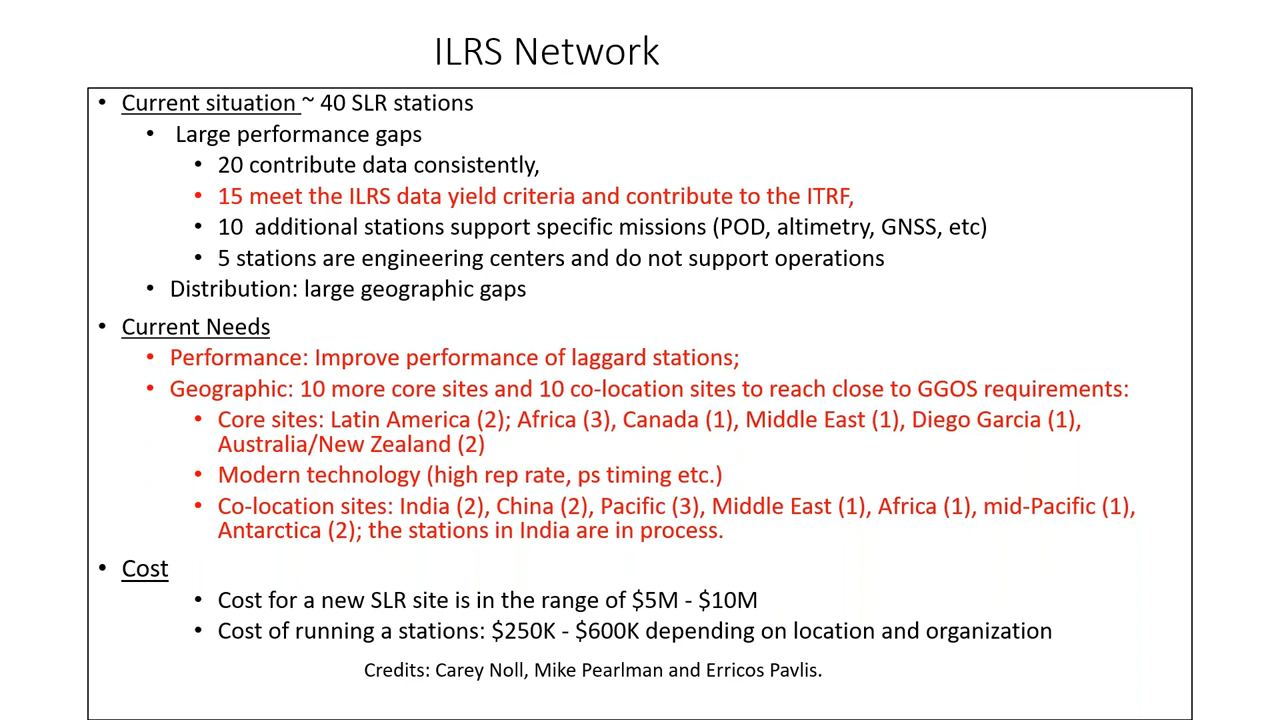 ILRS Network
• Current situation ~ 40 SLR stations
• Large performance gaps
• 20 contribute data consistently,
• 15 meet the ILRS data yield criteria and contribute to the ITRF,
• 10 additional stations support specific missions (POD, altimetry, GNSS, etc)
• 5 stations are engineering centers and do not support operations
• Distribution: large geographic gaps
• Current Needs
• Performance: Improve performance of laggard stations;
• Geographic: 10 more core sites and 10 co-location sites to reach close to GGOS requirements:
• Core sites: Latin America (2); Africa (3), Canada (1), Middle East (1), Diego Garcia (1),
Australia/New Zealand (2)
• Modern technology (high rep rate, ps timing etc.)
• Co-location sites: India (2), China (2), Pacific (3), Middle East (1), Africa (1), mid-Pacific (1),
Antarctica (2); the stations in India are in process.
• Cost
• Cost for a new SLR site is in the range of $5M - $10M
• Cost of running a stations: $250K - $600K depending on location and organization
Credits: Carey Noll, Mike Pearlman and Erricos Pavlis.